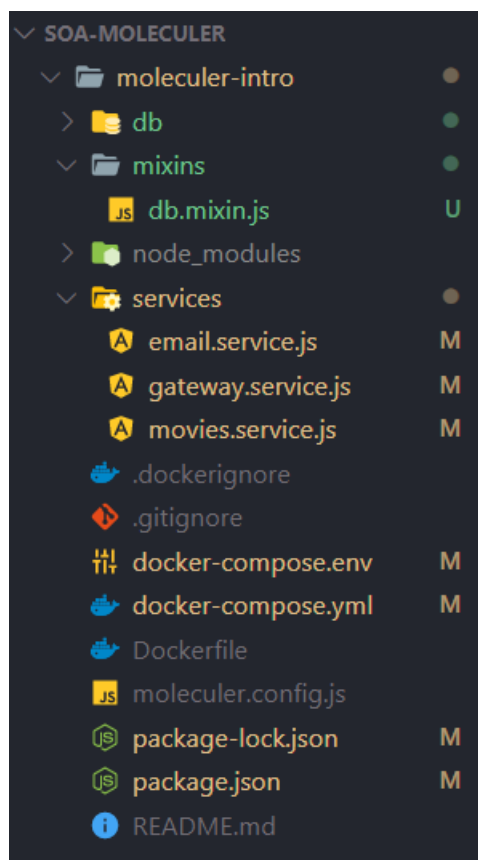 SOA-MOLECULER
moleculer-intro
db
mixins
JS db.mixin.js U
node_modules
services
email.service.js M
gateway.service.js M
movies.service.js M
.dockerignore
.gitignore
docker-compose.env M
docker-compose.yml M
Dockerfile
JS moleculer.config.js
package-lock.json M
package.json M
README.md